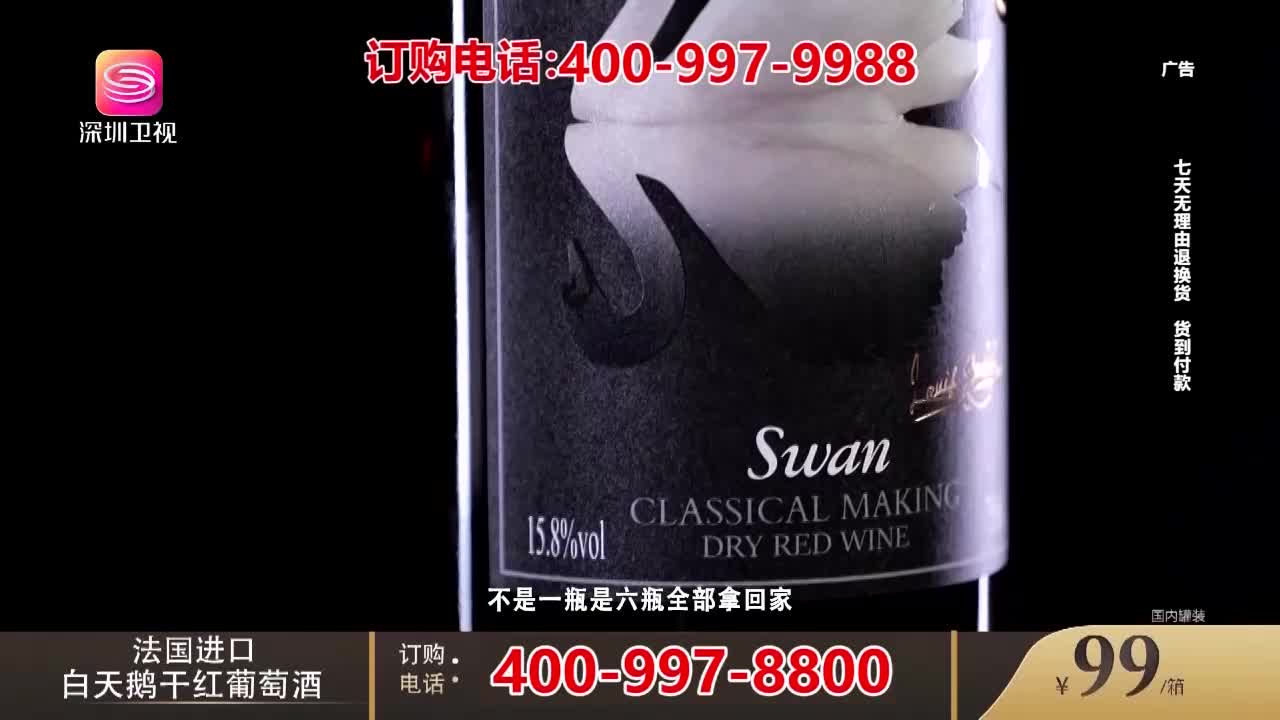 订购电话:400-997-9988
广告
深圳卫视
七天无理由退换货 货到付款
Swan
CLASSICAL MAKING
DRY RED WINE
15.8%vol
不是一瓶是六瓶全部拿回家
国内罐装
法国进口
白天鹅干红葡萄酒
订购电话:
400-997-8800
¥99/箱